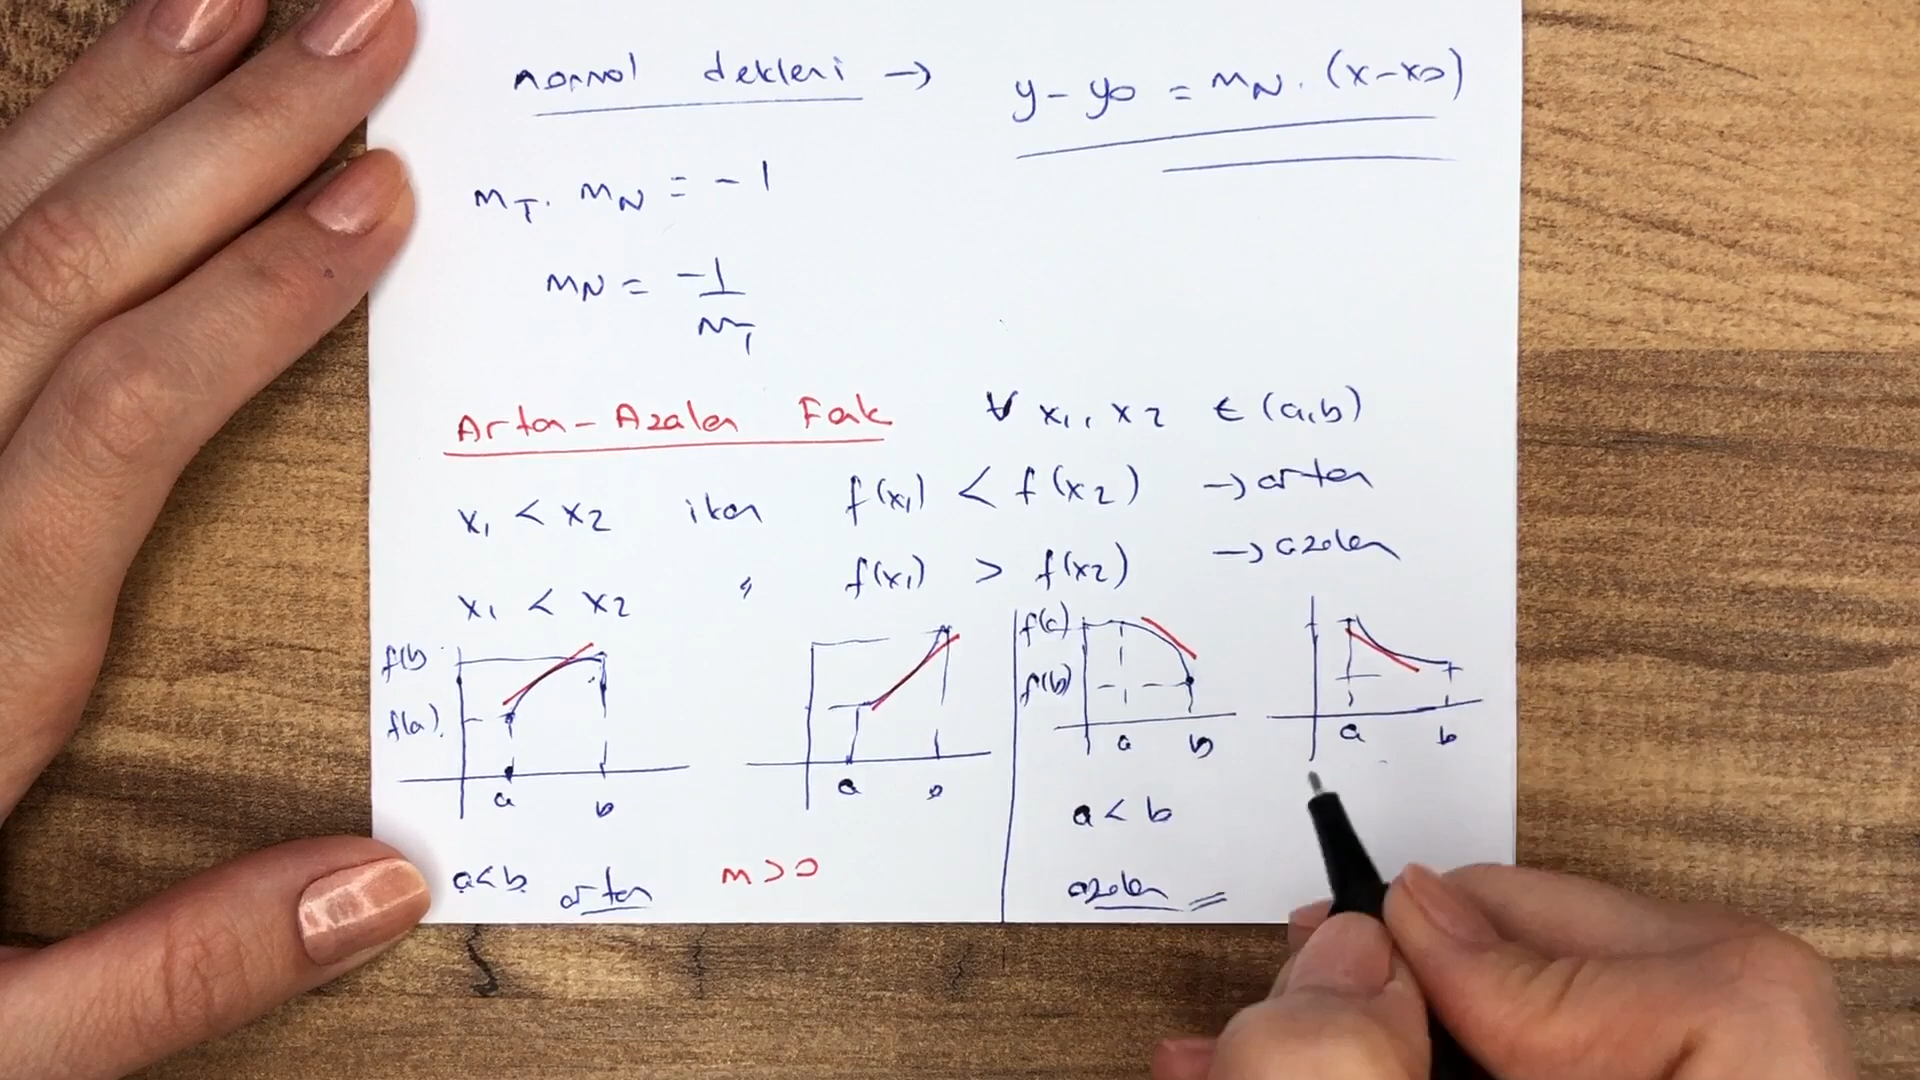 normal dekleni → y - y0 = mN . (x - x0)
mT . mN = -1
mN = -1/mT
Artan - Azalan Fonk ∀ x1, x2 ∈ (a,b)
x1 < x2 iken f(x1) < f(x2) → artan
x1 < x2 " f(x1) > f(x2) → azalan
f(b)
f(a)
a b
a b
f(a)
f(b)
a b
a b
a<b artan m>0
a < b
azalan =